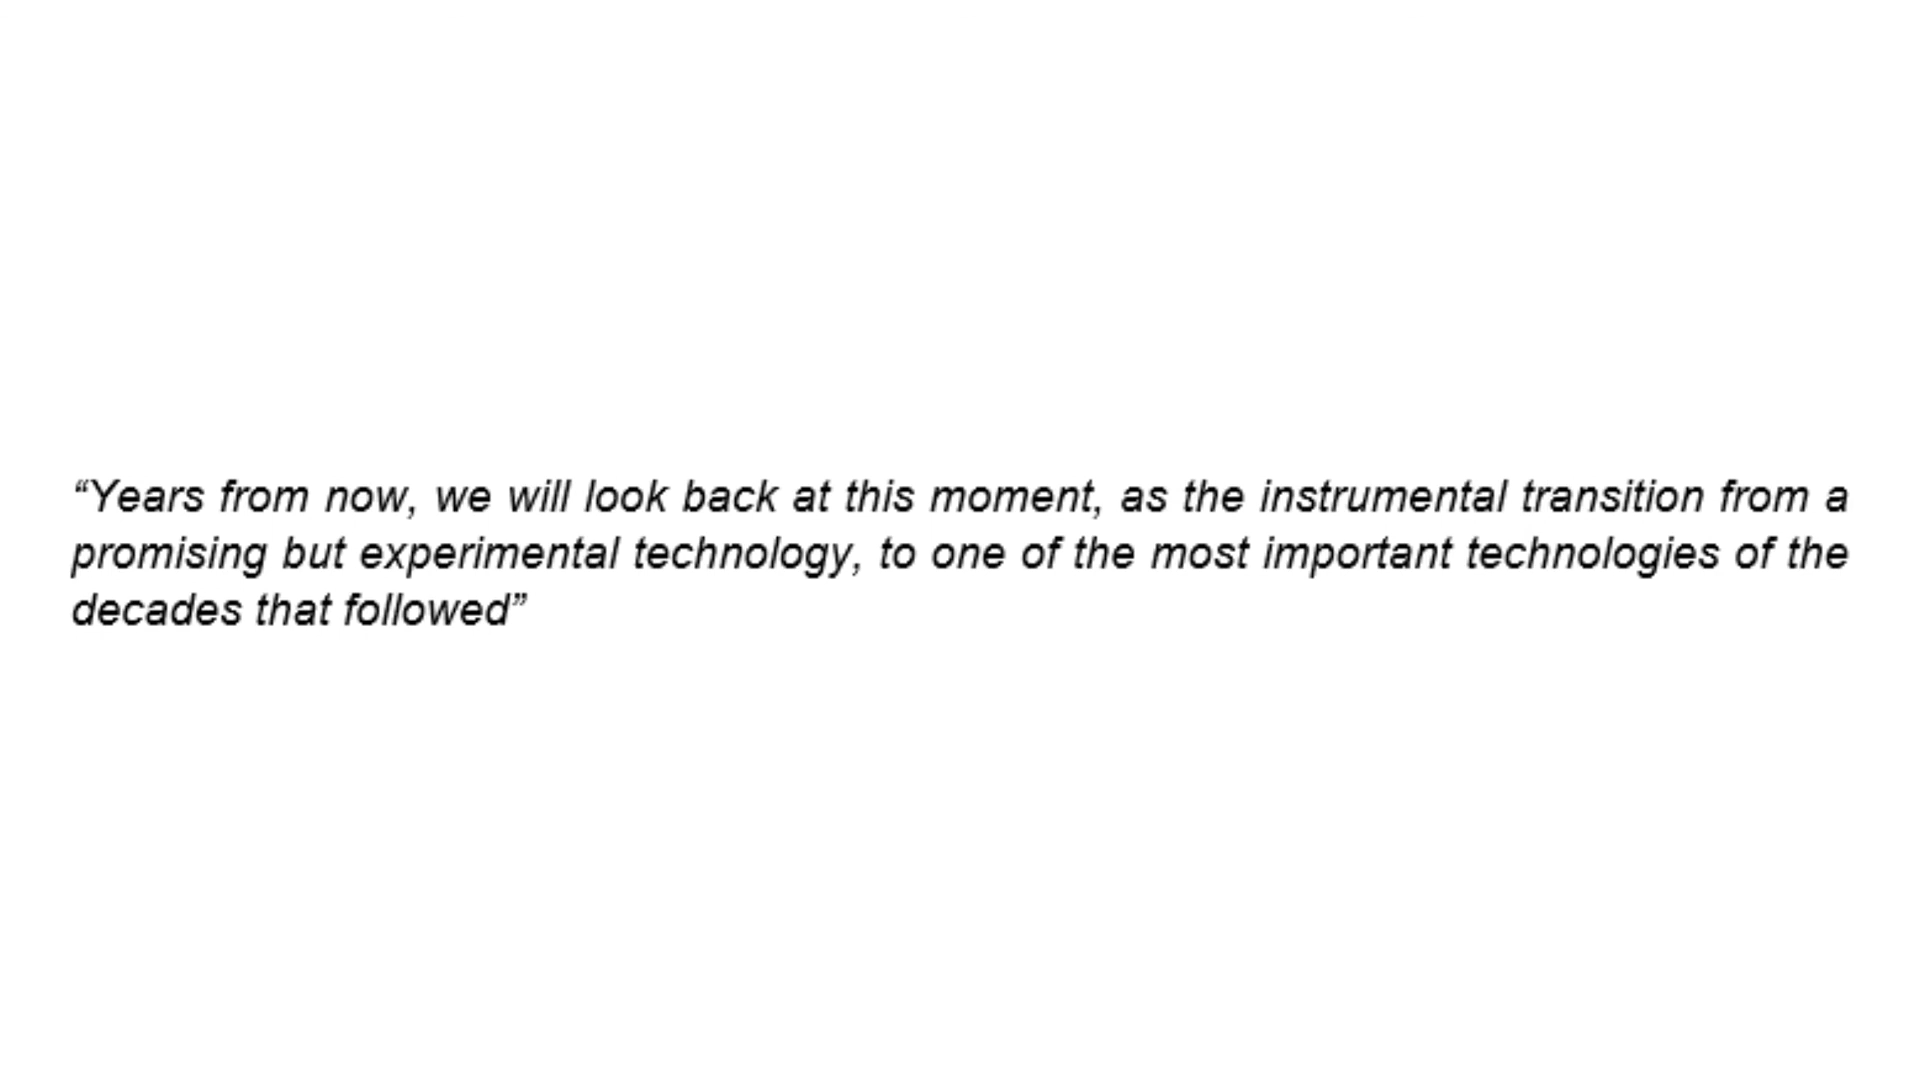 “Years from now, we will look back at this moment, as the instrumental transition from a
promising but experimental technology, to one of the most important technologies of the
decades that followed”